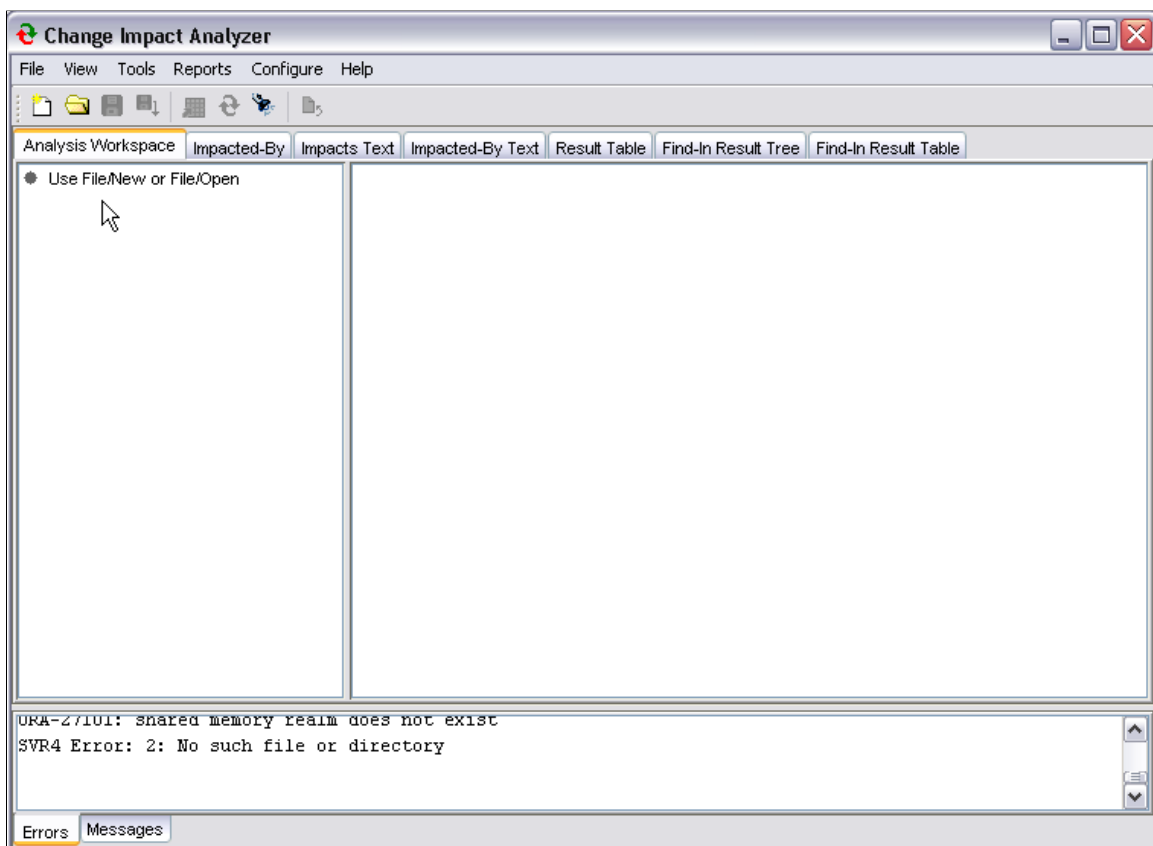 Change Impact Analyzer
File View Tools Reports Configure Help
Analysis Workspace Impacted-By Impacts Text Impacted-By Text Result Table Find-In Result Tree Find-In Result Table
Use File/New or File/Open
ORA-27101: shared memory realm does not exist
SVR4 Error: 2: No such file or directory
Errors Messages